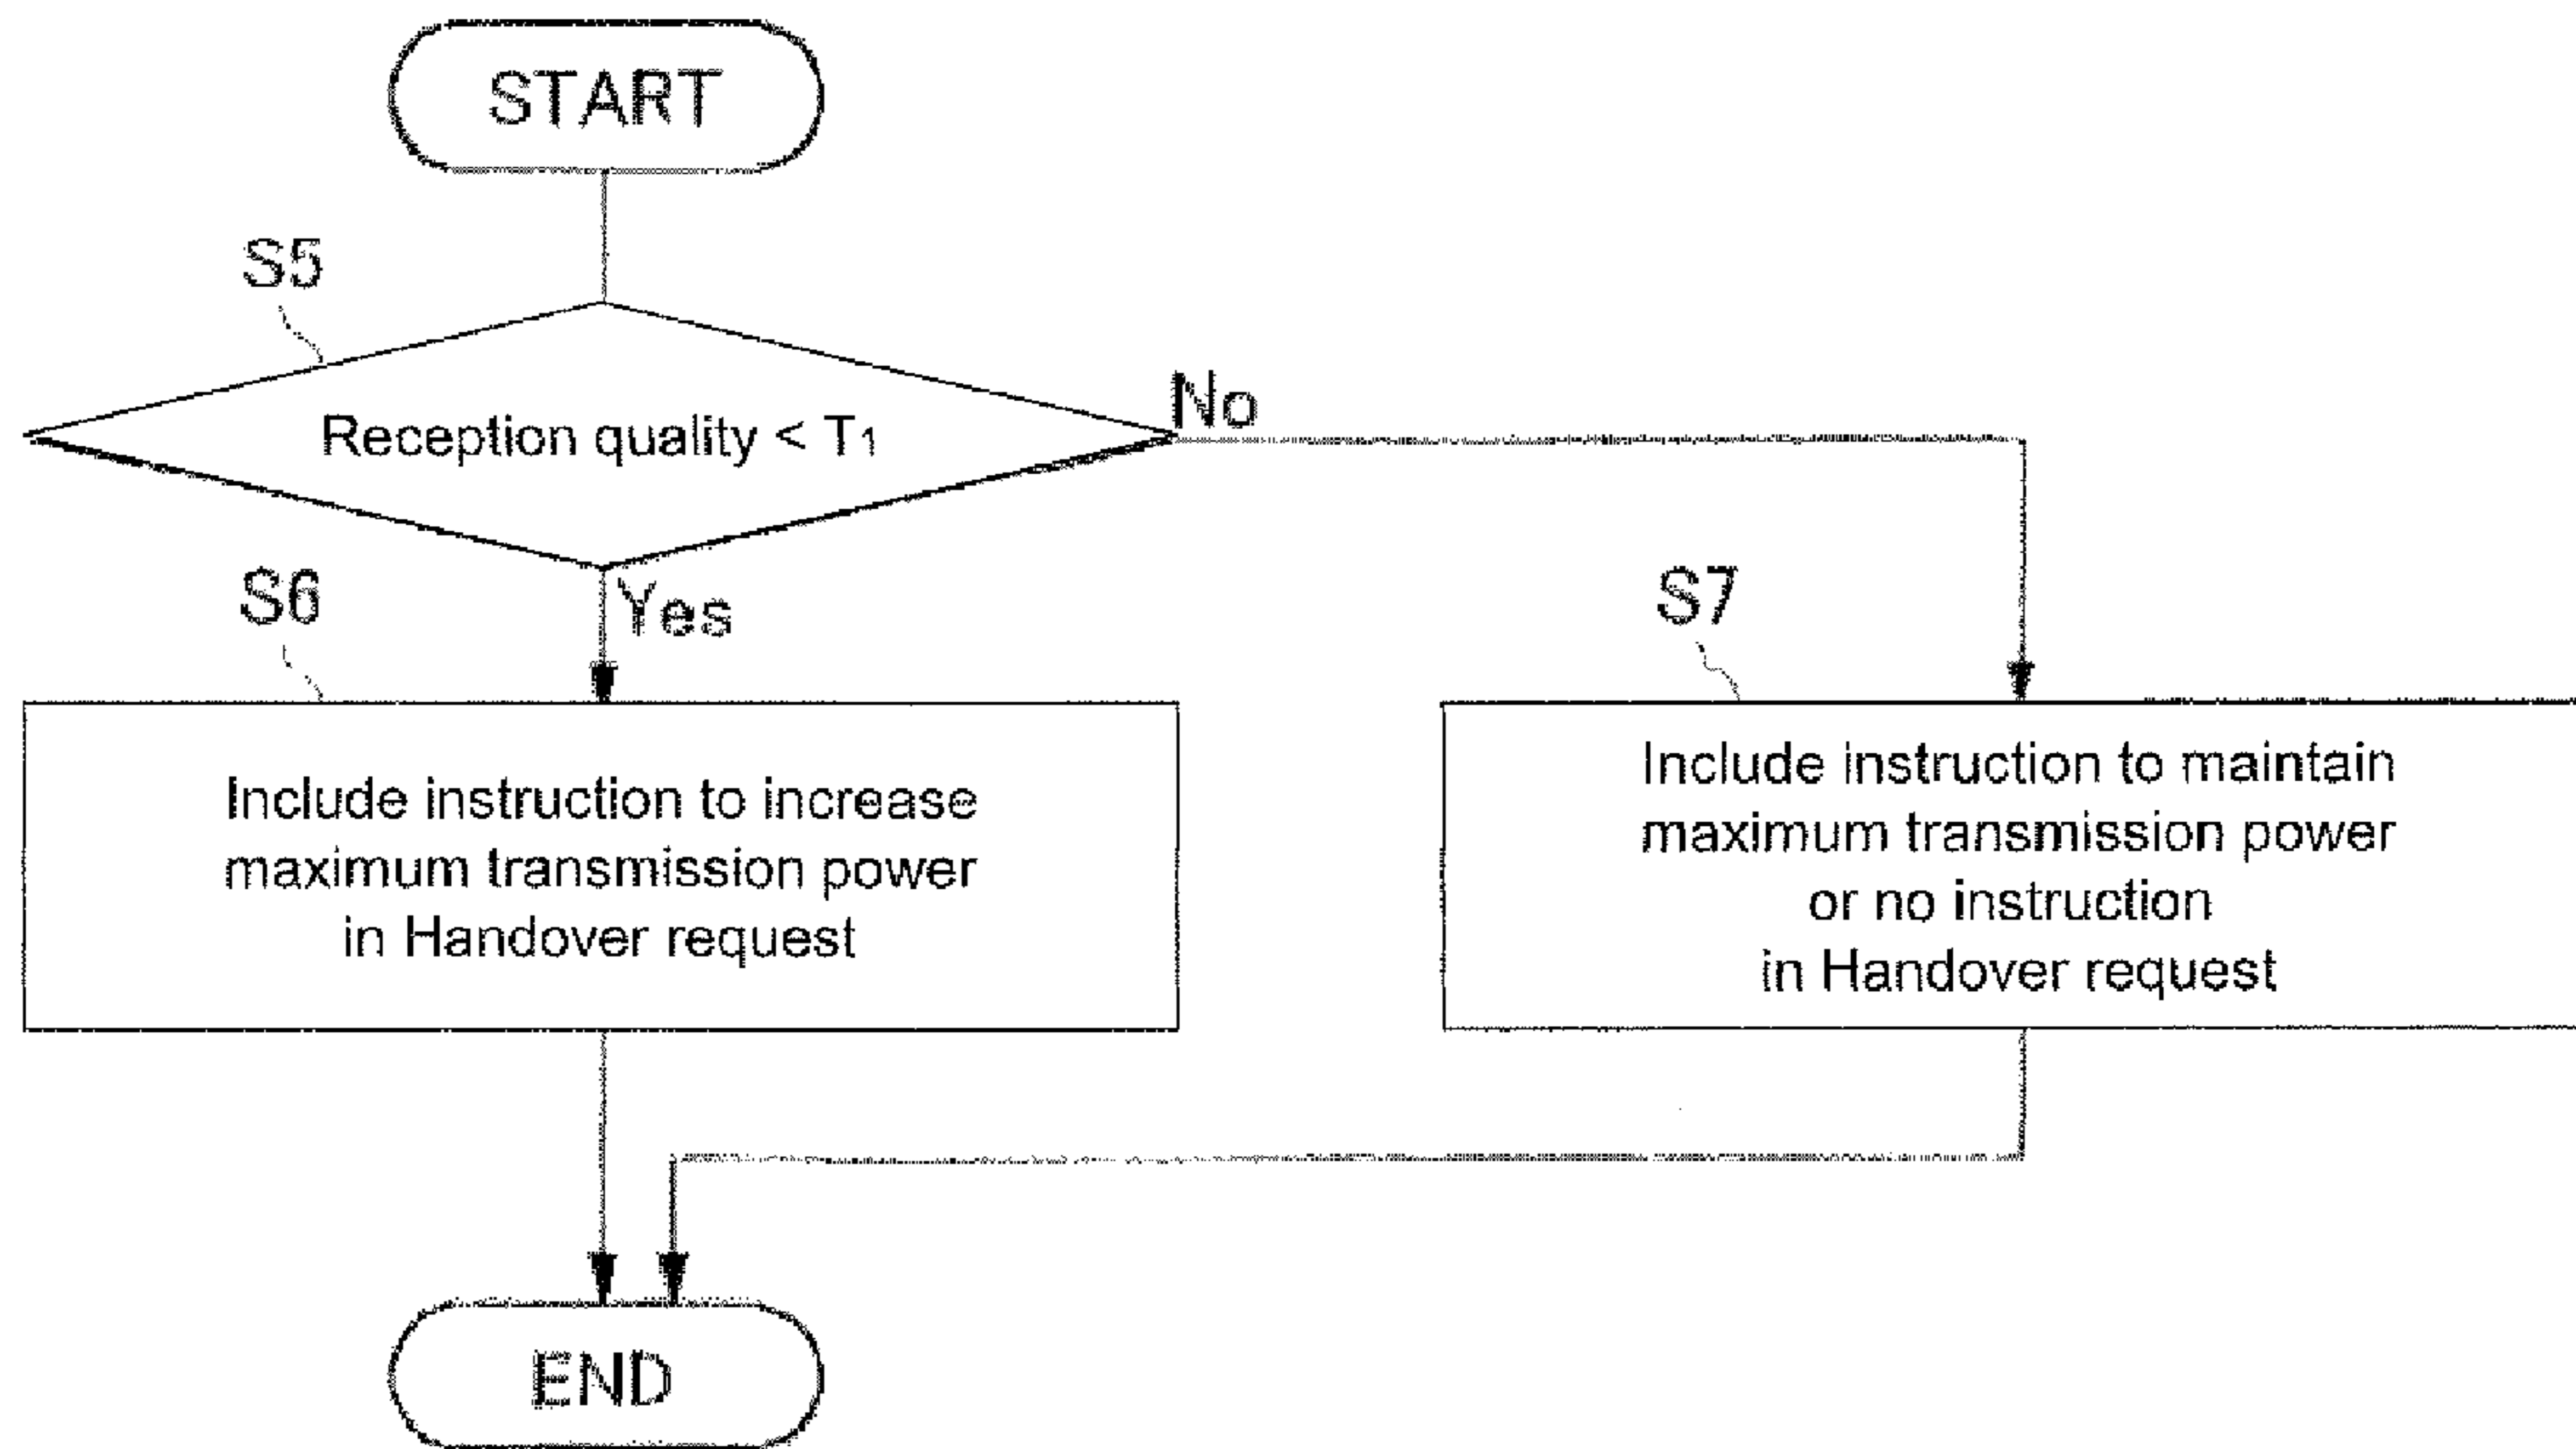 START
S5
Reception quality < T₁
No
Yes
S6
Include instruction to increase
maximum transmission power
in Handover request
S7
Include instruction to maintain
maximum transmission power
or no instruction
in Handover request
END